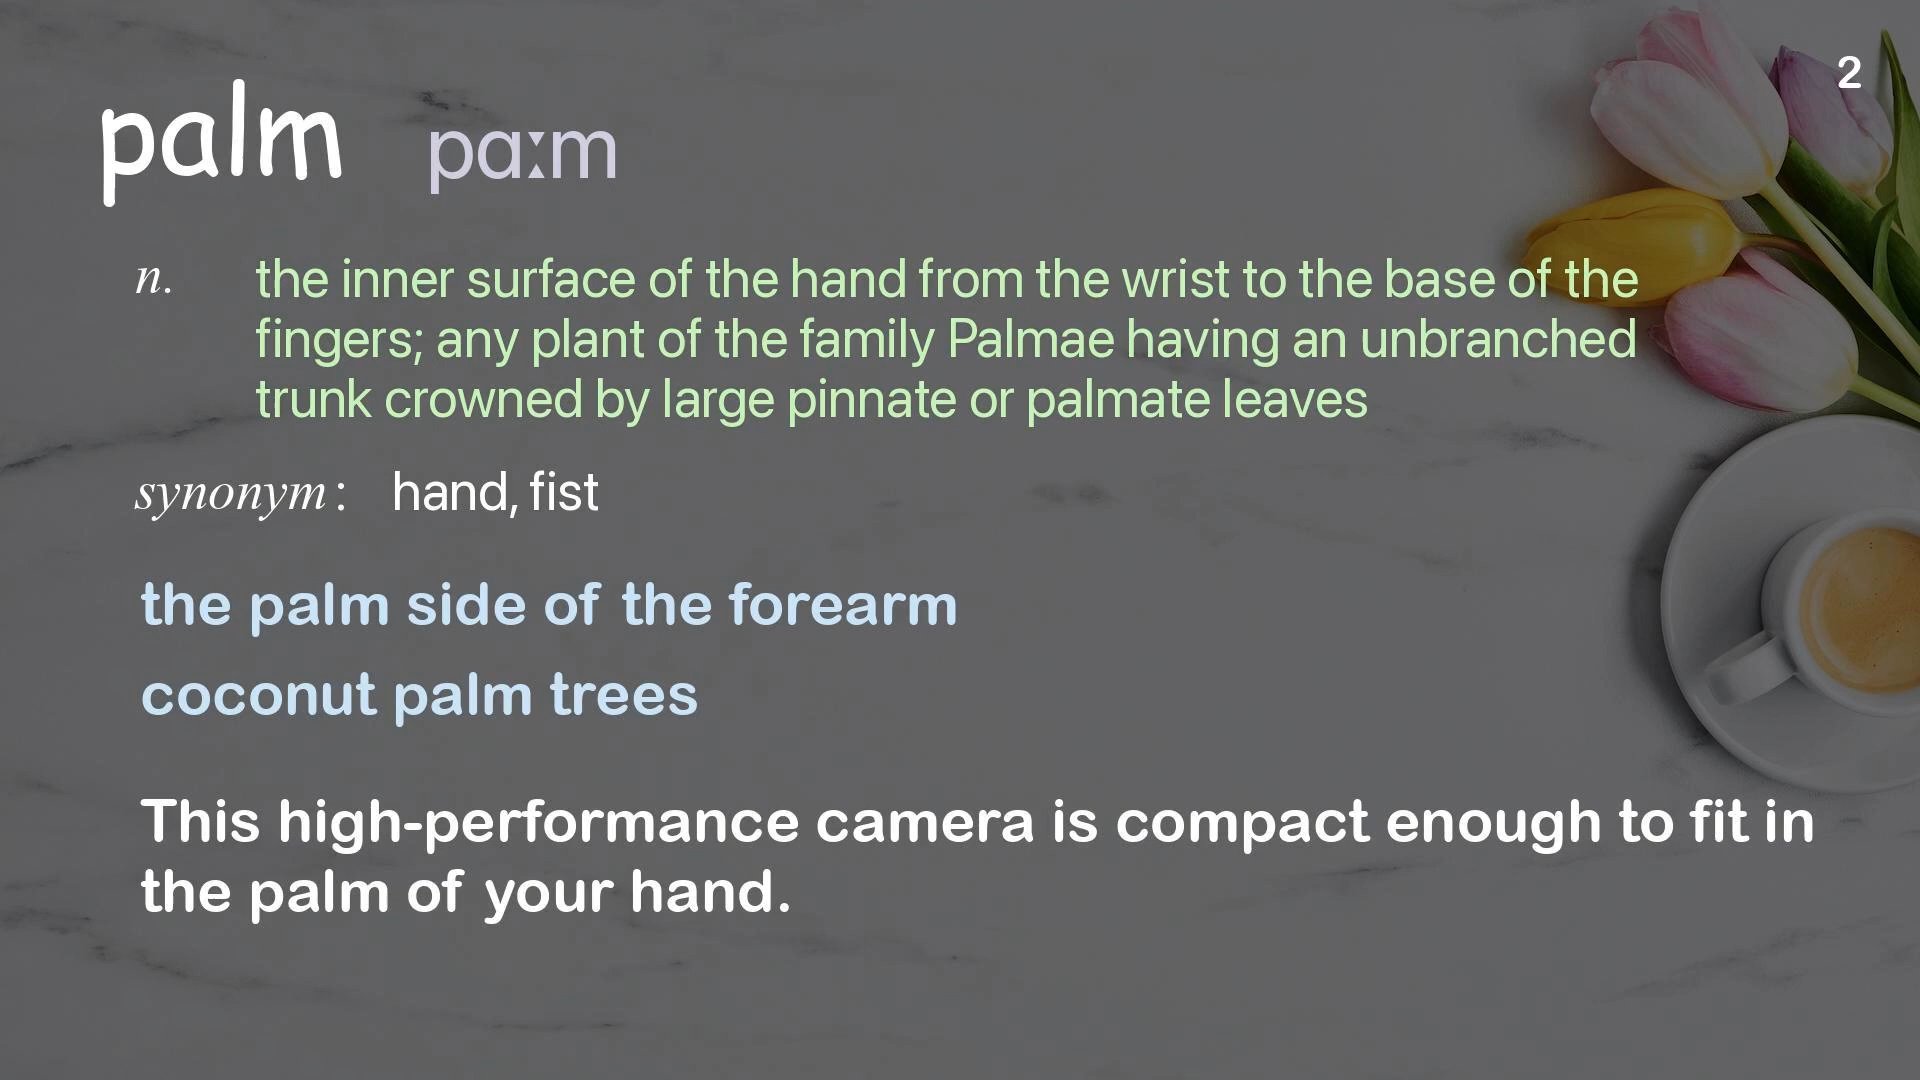 2
palm pɑːm
n. the inner surface of the hand from the wrist to the base of the
fingers; any plant of the family Palmae having an unbranched
trunk crowned by large pinnate or palmate leaves
synonym: hand, fist
the palm side of the forearm
coconut palm trees
This high-performance camera is compact enough to fit in
the palm of your hand.